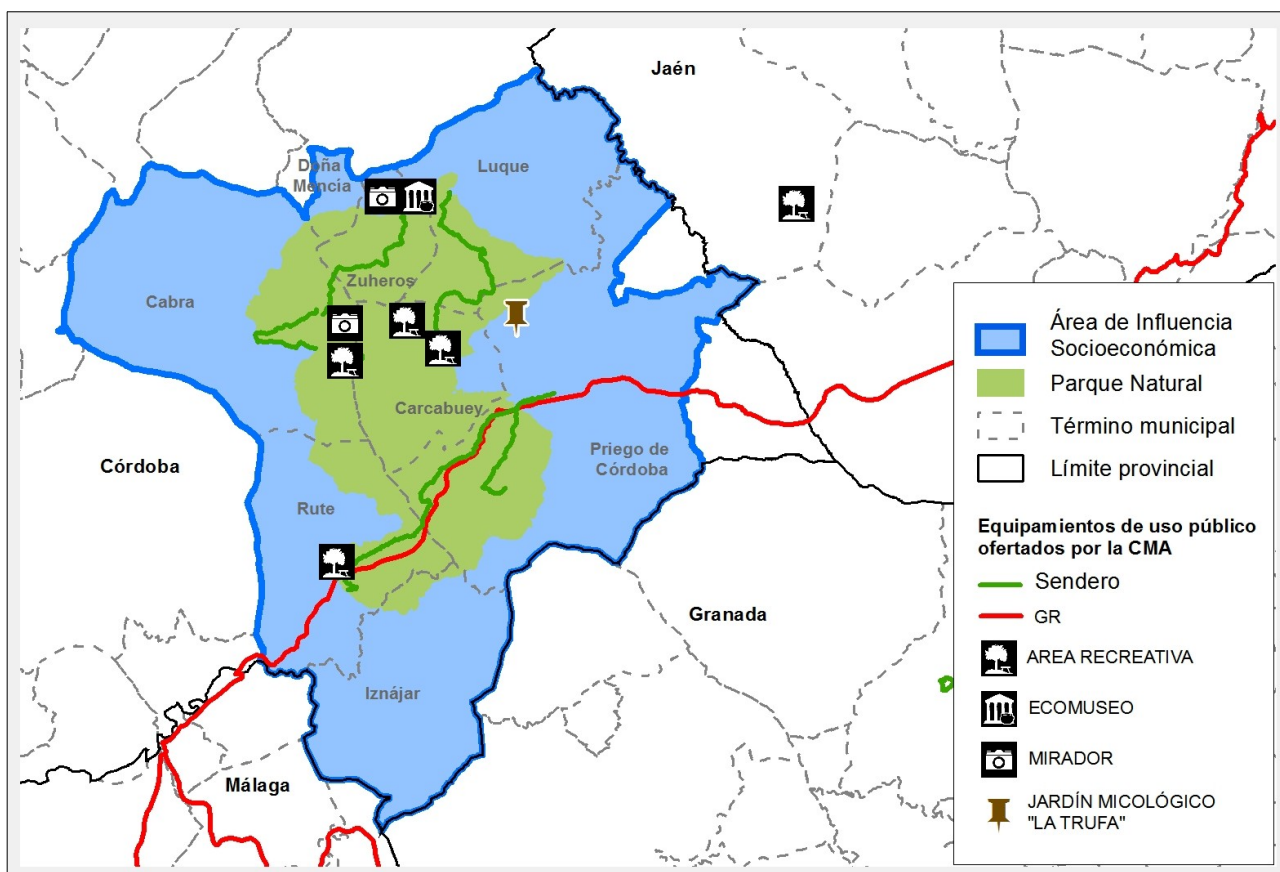 Jaén
Doña
Mencía
Luque
Zuheros
Cabra
Carcabuey
Córdoba
Priego de
Córdoba
Rute
Granada
Iznájar
Málaga
Área de Influencia
Socioeconómica
Parque Natural
Término municipal
Límite provincial
Equipamientos de uso público
ofertados por la CMA
Sendero
GR
AREA RECREATIVA
ECOMUSEO
MIRADOR
JARDÍN MICOLÓGICO
"LA TRUFA"